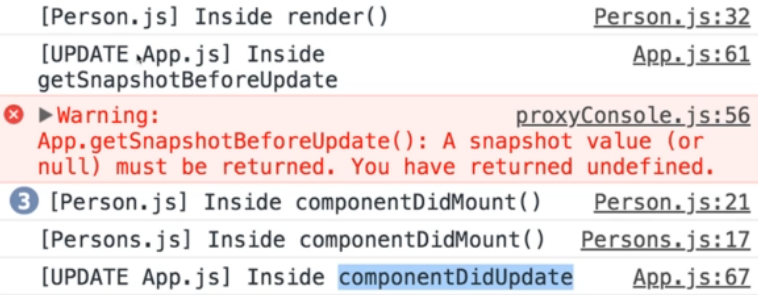 [Person.js] Inside render() Person.js:32
[UPDATE App.js] Inside App.js:61
getSnapshotBeforeUpdate
Warning: proxyConsole.js:56
App.getSnapshotBeforeUpdate(): A snapshot value (or
null) must be returned. You have returned undefined.
3 [Person.js] Inside componentDidMount() Person.js:21
[Persons.js] Inside componentDidMount() Persons.js:17
[UPDATE App.js] Inside componentDidUpdate App.js:67